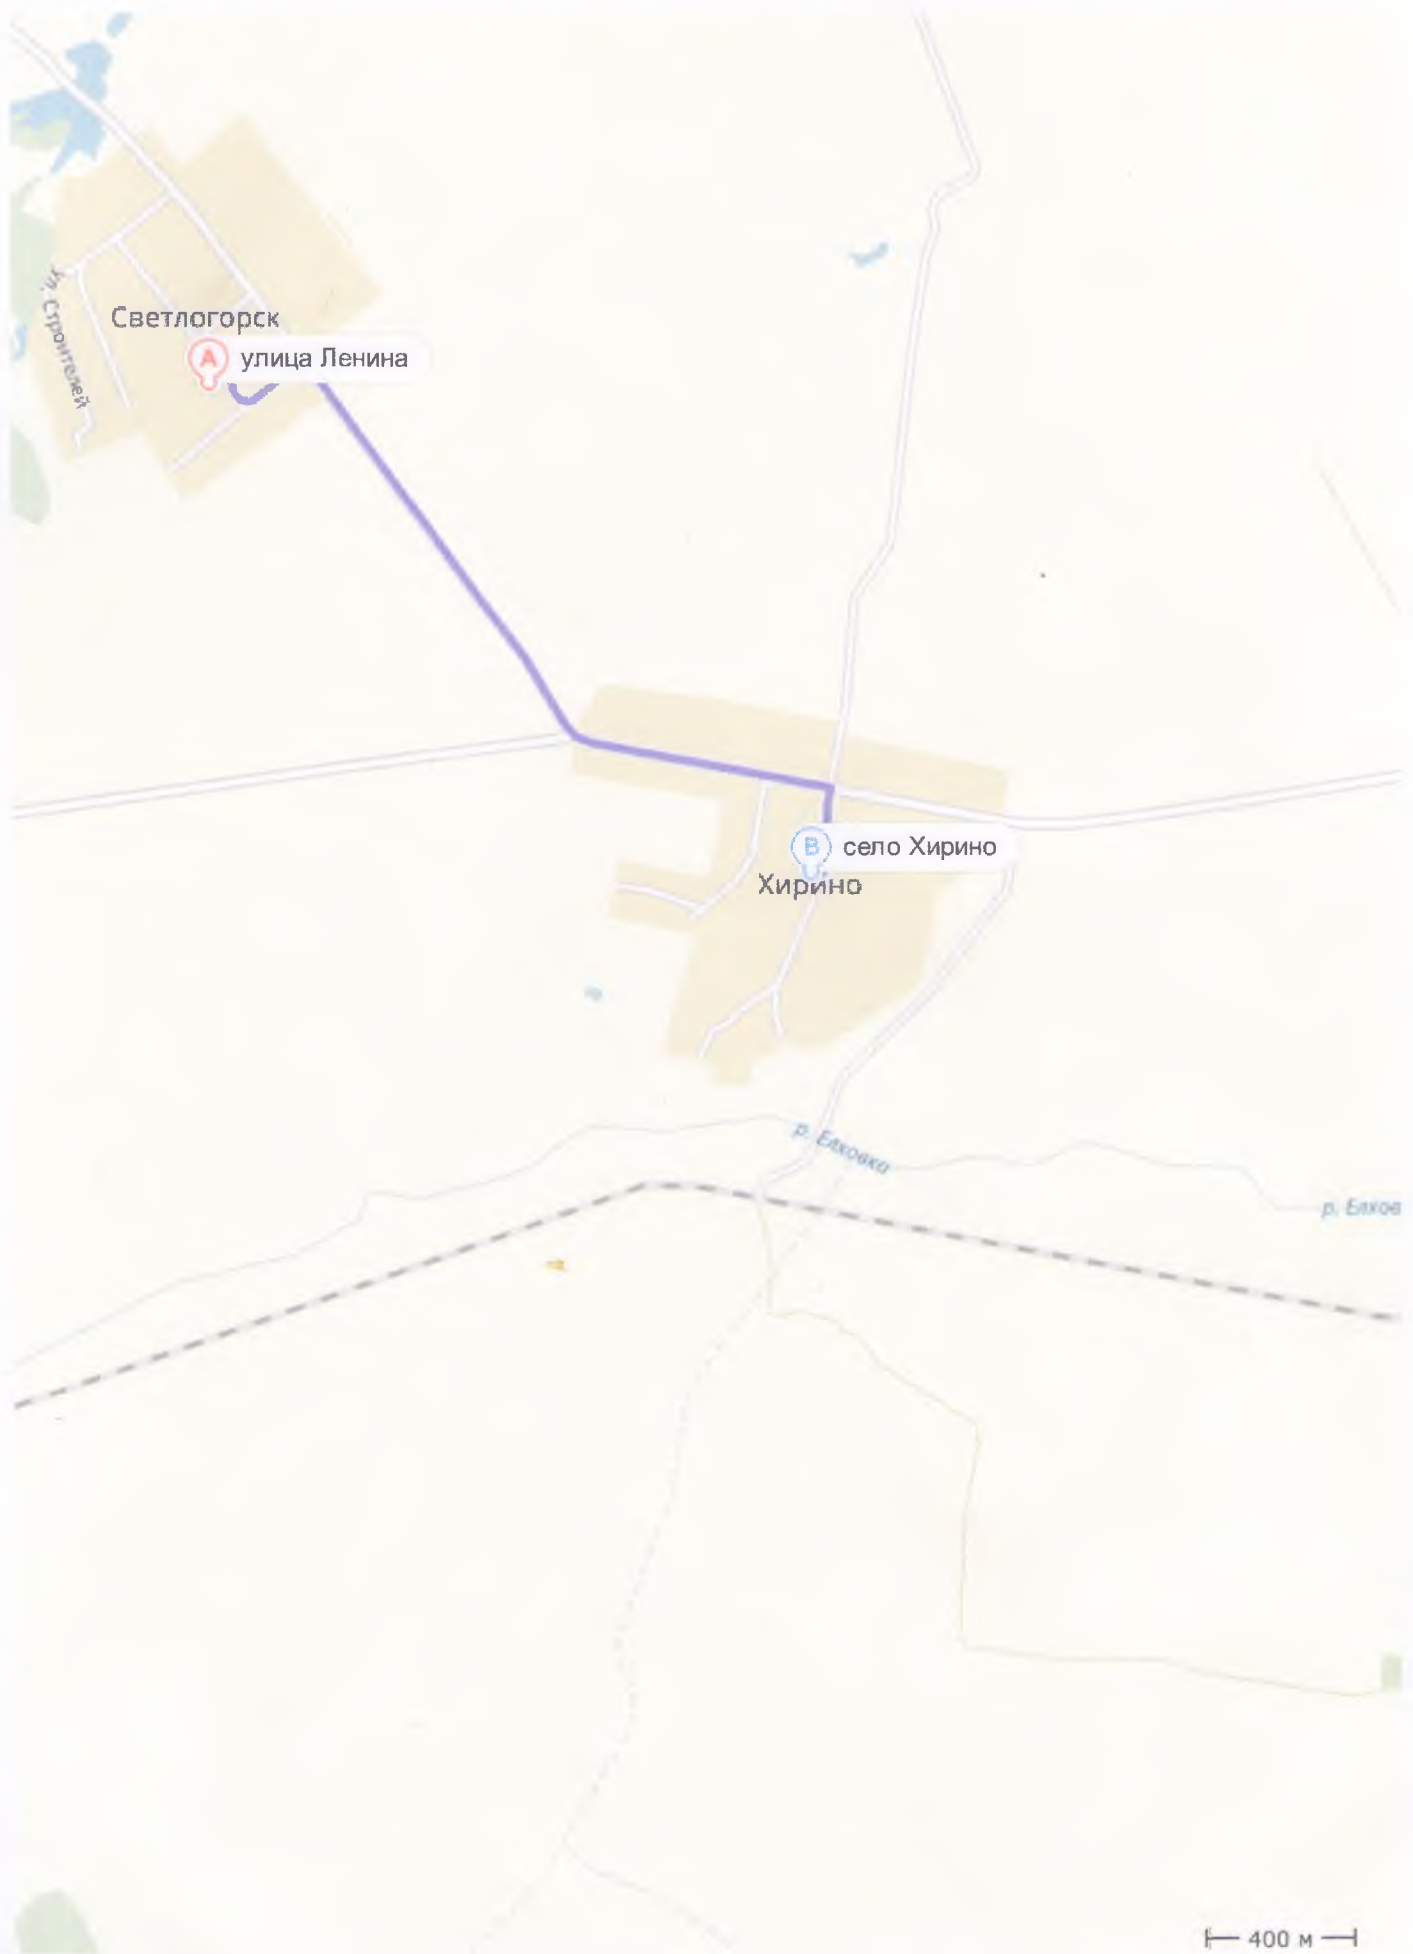 Светлогорск
ул. Строителей
A улица Ленина
B село Хирино
Хирино
р. Елховка
р. Елхов
400 м